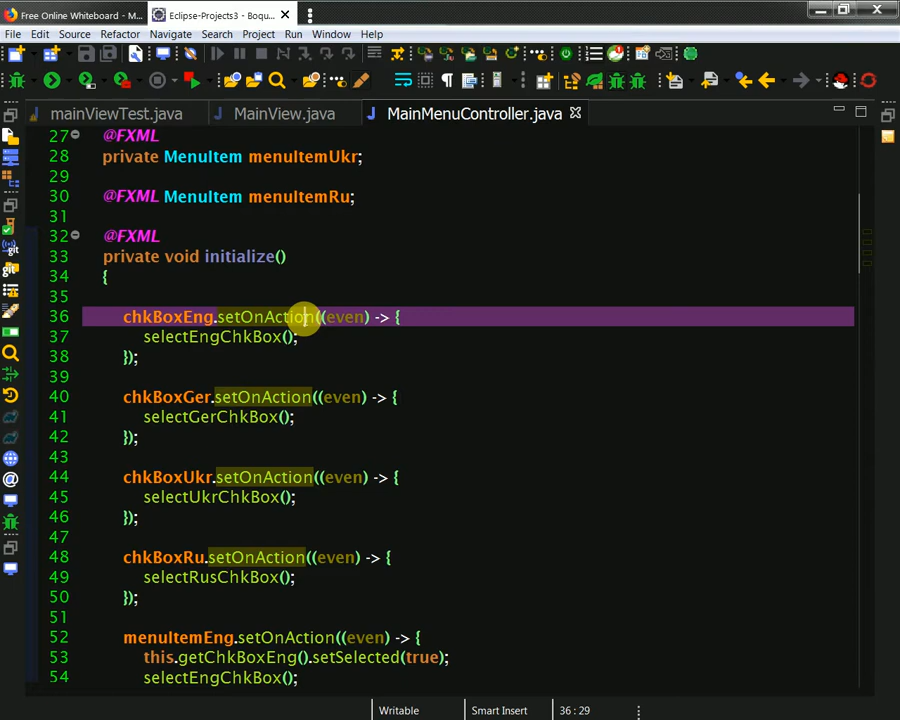 Free Online Whiteboard - M...
Eclipse-Projects3 - Boqu...
File Edit Source Refactor Navigate Search Project Run Window Help
mainViewTest.java MainView.java MainMenuController.java
27 @FXML
28 private MenuItem menuItemUkr;
29
30 @FXML MenuItem menuItemRu;
31
32 @FXML
33 private void initialize()
34 {
35
36 chkBoxEng.setOnAction((even) -> {
37 selectEngChkBox();
38 });
39
40 chkBoxGer.setOnAction((even) -> {
41 selectGerChkBox();
42 });
43
44 chkBoxUkr.setOnAction((even) -> {
45 selectUkrChkBox();
46 });
47
48 chkBoxRu.setOnAction((even) -> {
49 selectRusChkBox();
50 });
51
52 menuItemEng.setOnAction((even) -> {
53 this.getChkBoxEng().setSelected(true);
54 selectEngChkBox();
Writable Smart Insert 36 : 29